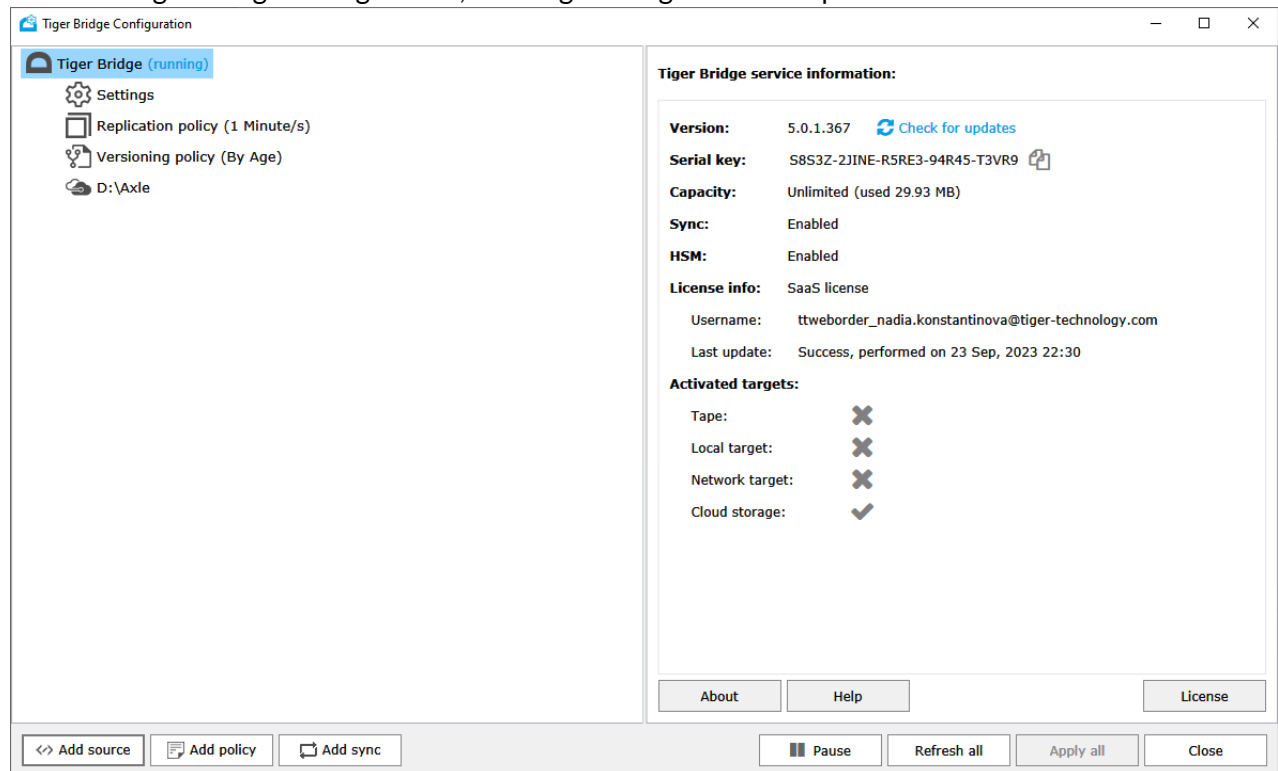 Tiger Bridge Configuration
Tiger Bridge (running)
Settings
Replication policy (1 Minute/s)
Versioning policy (By Age)
D:\Axle
Tiger Bridge service information:
Version: 5.0.1.367 Check for updates
Serial key: S8S3Z-2JINE-R5RE3-94R45-T3VR9
Capacity: Unlimited (used 29.93 MB)
Sync: Enabled
HSM: Enabled
License info: SaaS license
Username: ttweborder_nadia.konstantinova@tiger-technology.com
Last update: Success, performed on 23 Sep, 2023 22:30
Activated targets:
Tape:
Local target:
Network target:
Cloud storage:
About Help License
Add source Add policy Add sync Pause Refresh all Apply all Close